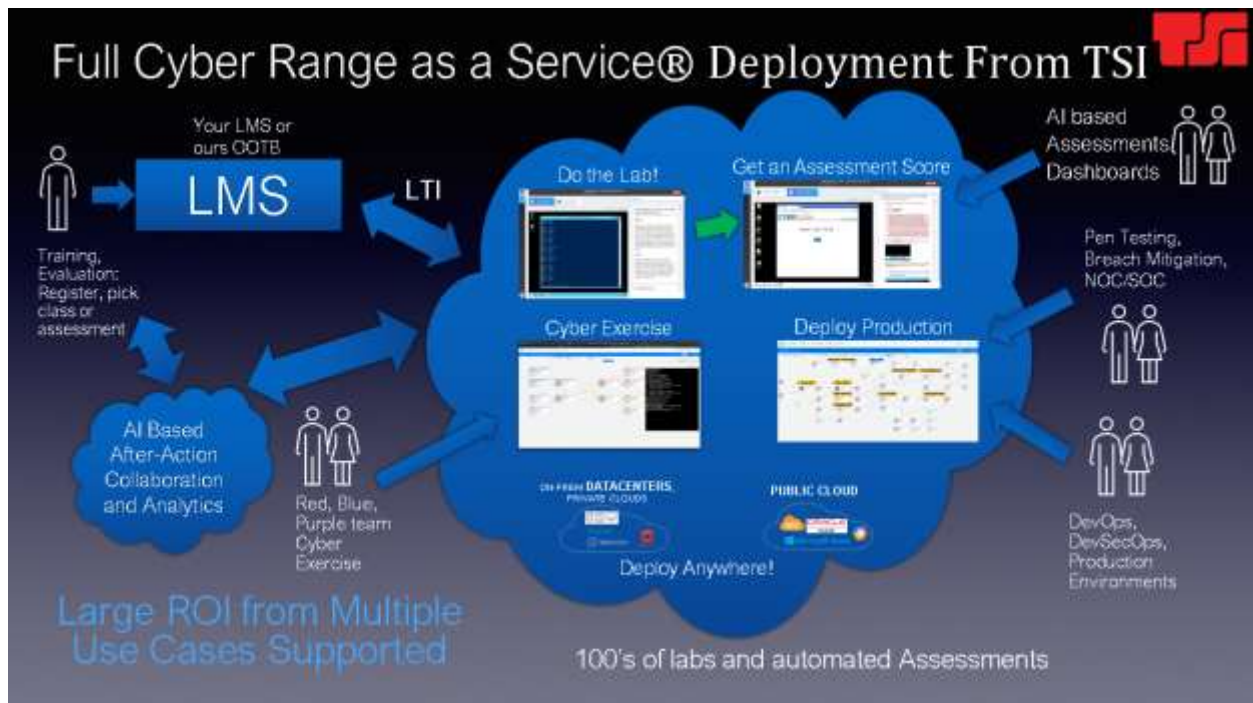 Full Cyber Range as a Service® Deployment From TSI
TSI
Your LMS or
ours OOTB
LMS
LTI
Training,
Evaluation:
Register, pick
class or
assessment
Do the Lab!
Get an Assessment Score
AI based
Assessments,
Dashboards
Pen Testing,
Breach Mitigation,
NOC/SOC
Cyber Exercise
Deploy Production
AI Based
After-Action
Collaboration
and Analytics
Red, Blue,
Purple team
Cyber
Exercise
ON PREM DATACENTERS,
PRIVATE CLOUDS
PUBLIC CLOUD
Deploy Anywhere!
DevOps,
DevSecOps,
Production
Environments
Large ROI from Multiple
Use Cases Supported
100's of labs and automated Assessments